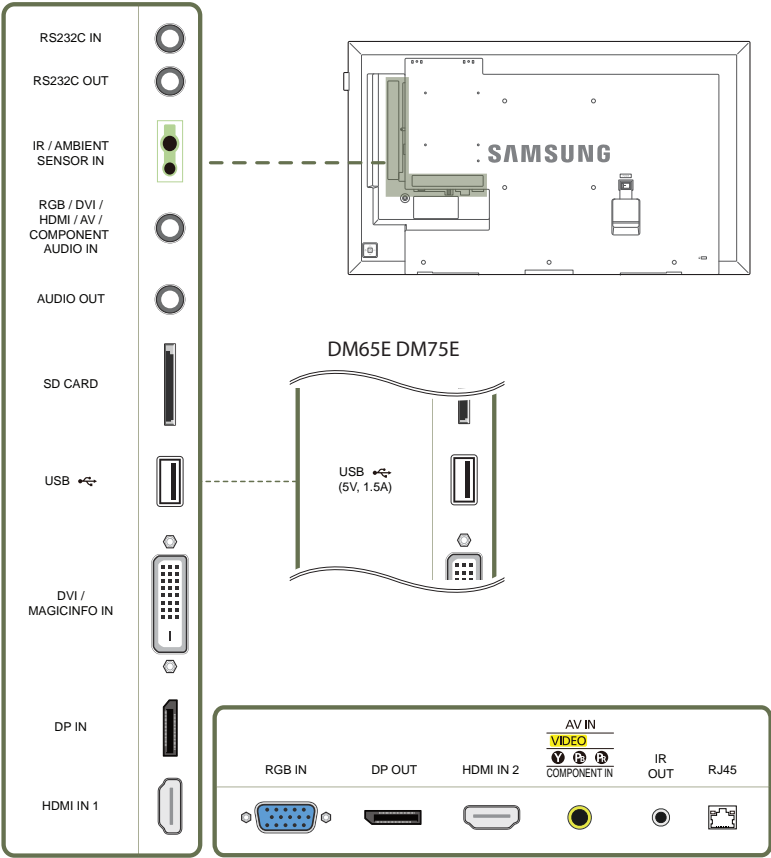 RS232C IN
RS232C OUT
IR / AMBIENT
SENSOR IN
RGB / DVI /
HDMI / AV /
COMPONENT
AUDIO IN
AUDIO OUT
SD CARD
USB
DVI /
MAGICINFO IN
DP IN
HDMI IN 1
SAMSUNG
DM65E DM75E
USB
(5V, 1.5A)
RGB IN
DP OUT
HDMI IN 2
AV IN
VIDEO
Y PB PR
COMPONENT IN
IR
OUT
RJ45